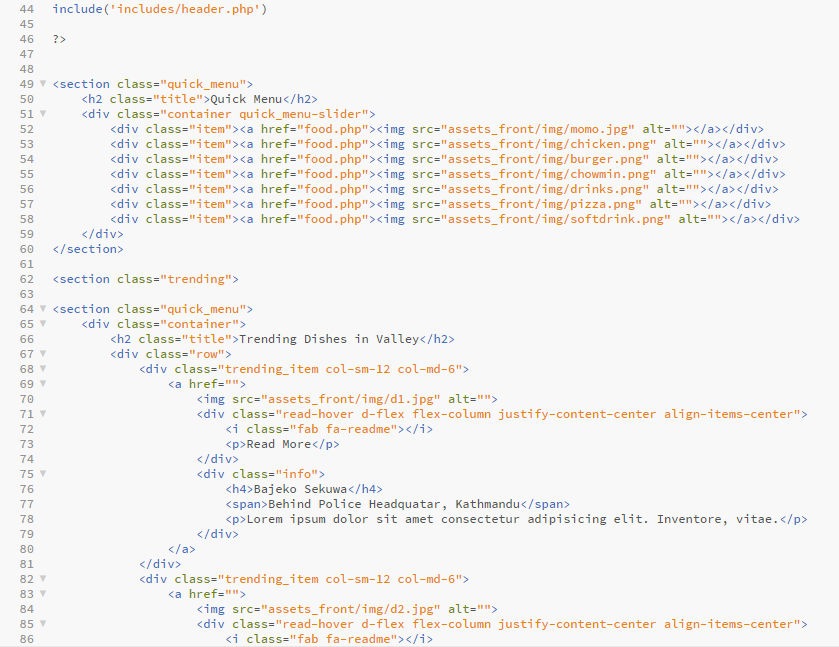 44 include('includes/header.php')
45
46 ?>
47
48
49 <section class="quick_menu">
50     <h2 class="title">Quick Menu</h2>
51     <div class="container quick_menu-slider">
52         <div class="item"><a href="food.php"><img src="assets_front/img/momo.jpg" alt=""></a></div>
53         <div class="item"><a href="food.php"><img src="assets_front/img/chicken.png" alt=""></a></div>
54         <div class="item"><a href="food.php"><img src="assets_front/img/burger.png" alt=""></a></div>
55         <div class="item"><a href="food.php"><img src="assets_front/img/chowmin.png" alt=""></a></div>
56         <div class="item"><a href="food.php"><img src="assets_front/img/drinks.png" alt=""></a></div>
57         <div class="item"><a href="food.php"><img src="assets_front/img/pizza.png" alt=""></a></div>
58         <div class="item"><a href="food.php"><img src="assets_front/img/softdrink.png" alt=""></a></div>
59     </div>
60 </section>
61
62 <section class="trending">
63
64 <section class="quick_menu">
65     <div class="container">
66         <h2 class="title">Trending Dishes in Valley</h2>
67         <div class="row">
68             <div class="trending_item col-sm-12 col-md-6">
69                 <a href="">
70                     <img src="assets_front/img/d1.jpg" alt="">
71                     <div class="read-hover d-flex flex-column justify-content-center align-items-center">
72                         <i class="fab fa-readme"></i>
73                         <p>Read More</p>
74                     </div>
75                     <div class="info">
76                         <h4>Bajeko Sekuwa</h4>
77                         <span>Behind Police Headquatar, Kathmandu</span>
78                         <p>Lorem ipsum dolor sit amet consectetur adipisicing elit. Inventore, vitae.</p>
79                     </div>
80                 </a>
81             </div>
82             <div class="trending_item col-sm-12 col-md-6">
83                 <a href="">
84                     <img src="assets_front/img/d2.jpg" alt="">
85                     <div class="read-hover d-flex flex-column justify-content-center align-items-center">
86                         <i class="fab fa-readme"></i>